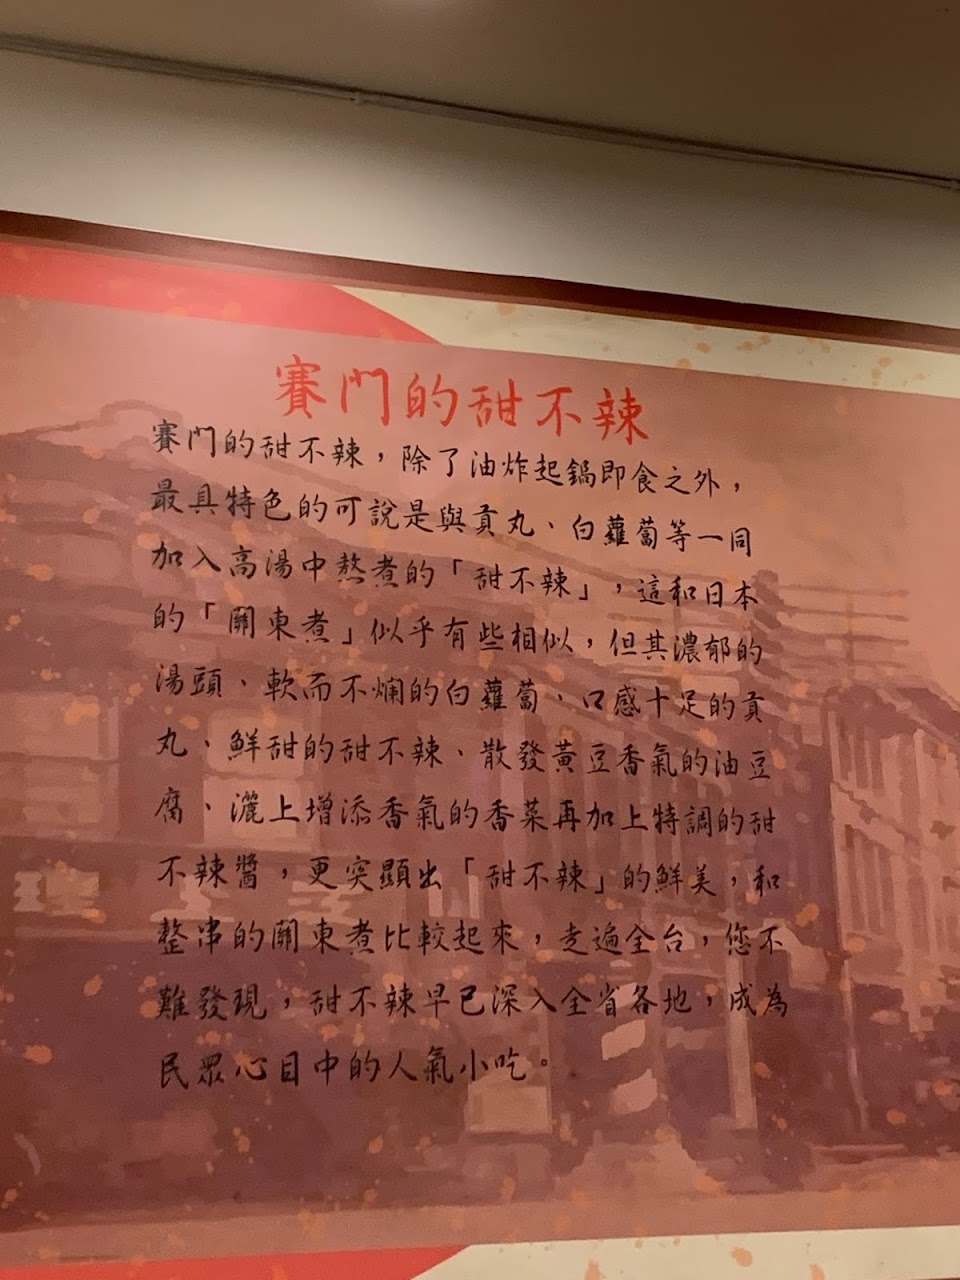 賽門的甜不辣
賽門的甜不辣，除了油炸起鍋即食之外，
最具特色的可說是與貢丸、白蘿蔔等一同
加入高湯中熬煮的「甜不辣」，這和日本
的「關東煮」似乎有些相似，但其濃郁的
湯頭、軟而不爛的白蘿蔔、口感十足的貢
丸、鮮甜的甜不辣、散發黃豆香氣的油豆
腐、灑上增添香氣的香菜再加上特調的甜
不辣醬，更突顯出「甜不辣」的鮮美，和
整串的關東煮比較起來，走遍全台，您不
難發現，甜不辣早已深入全省各地，成為
民眾心目中的人氣小吃。